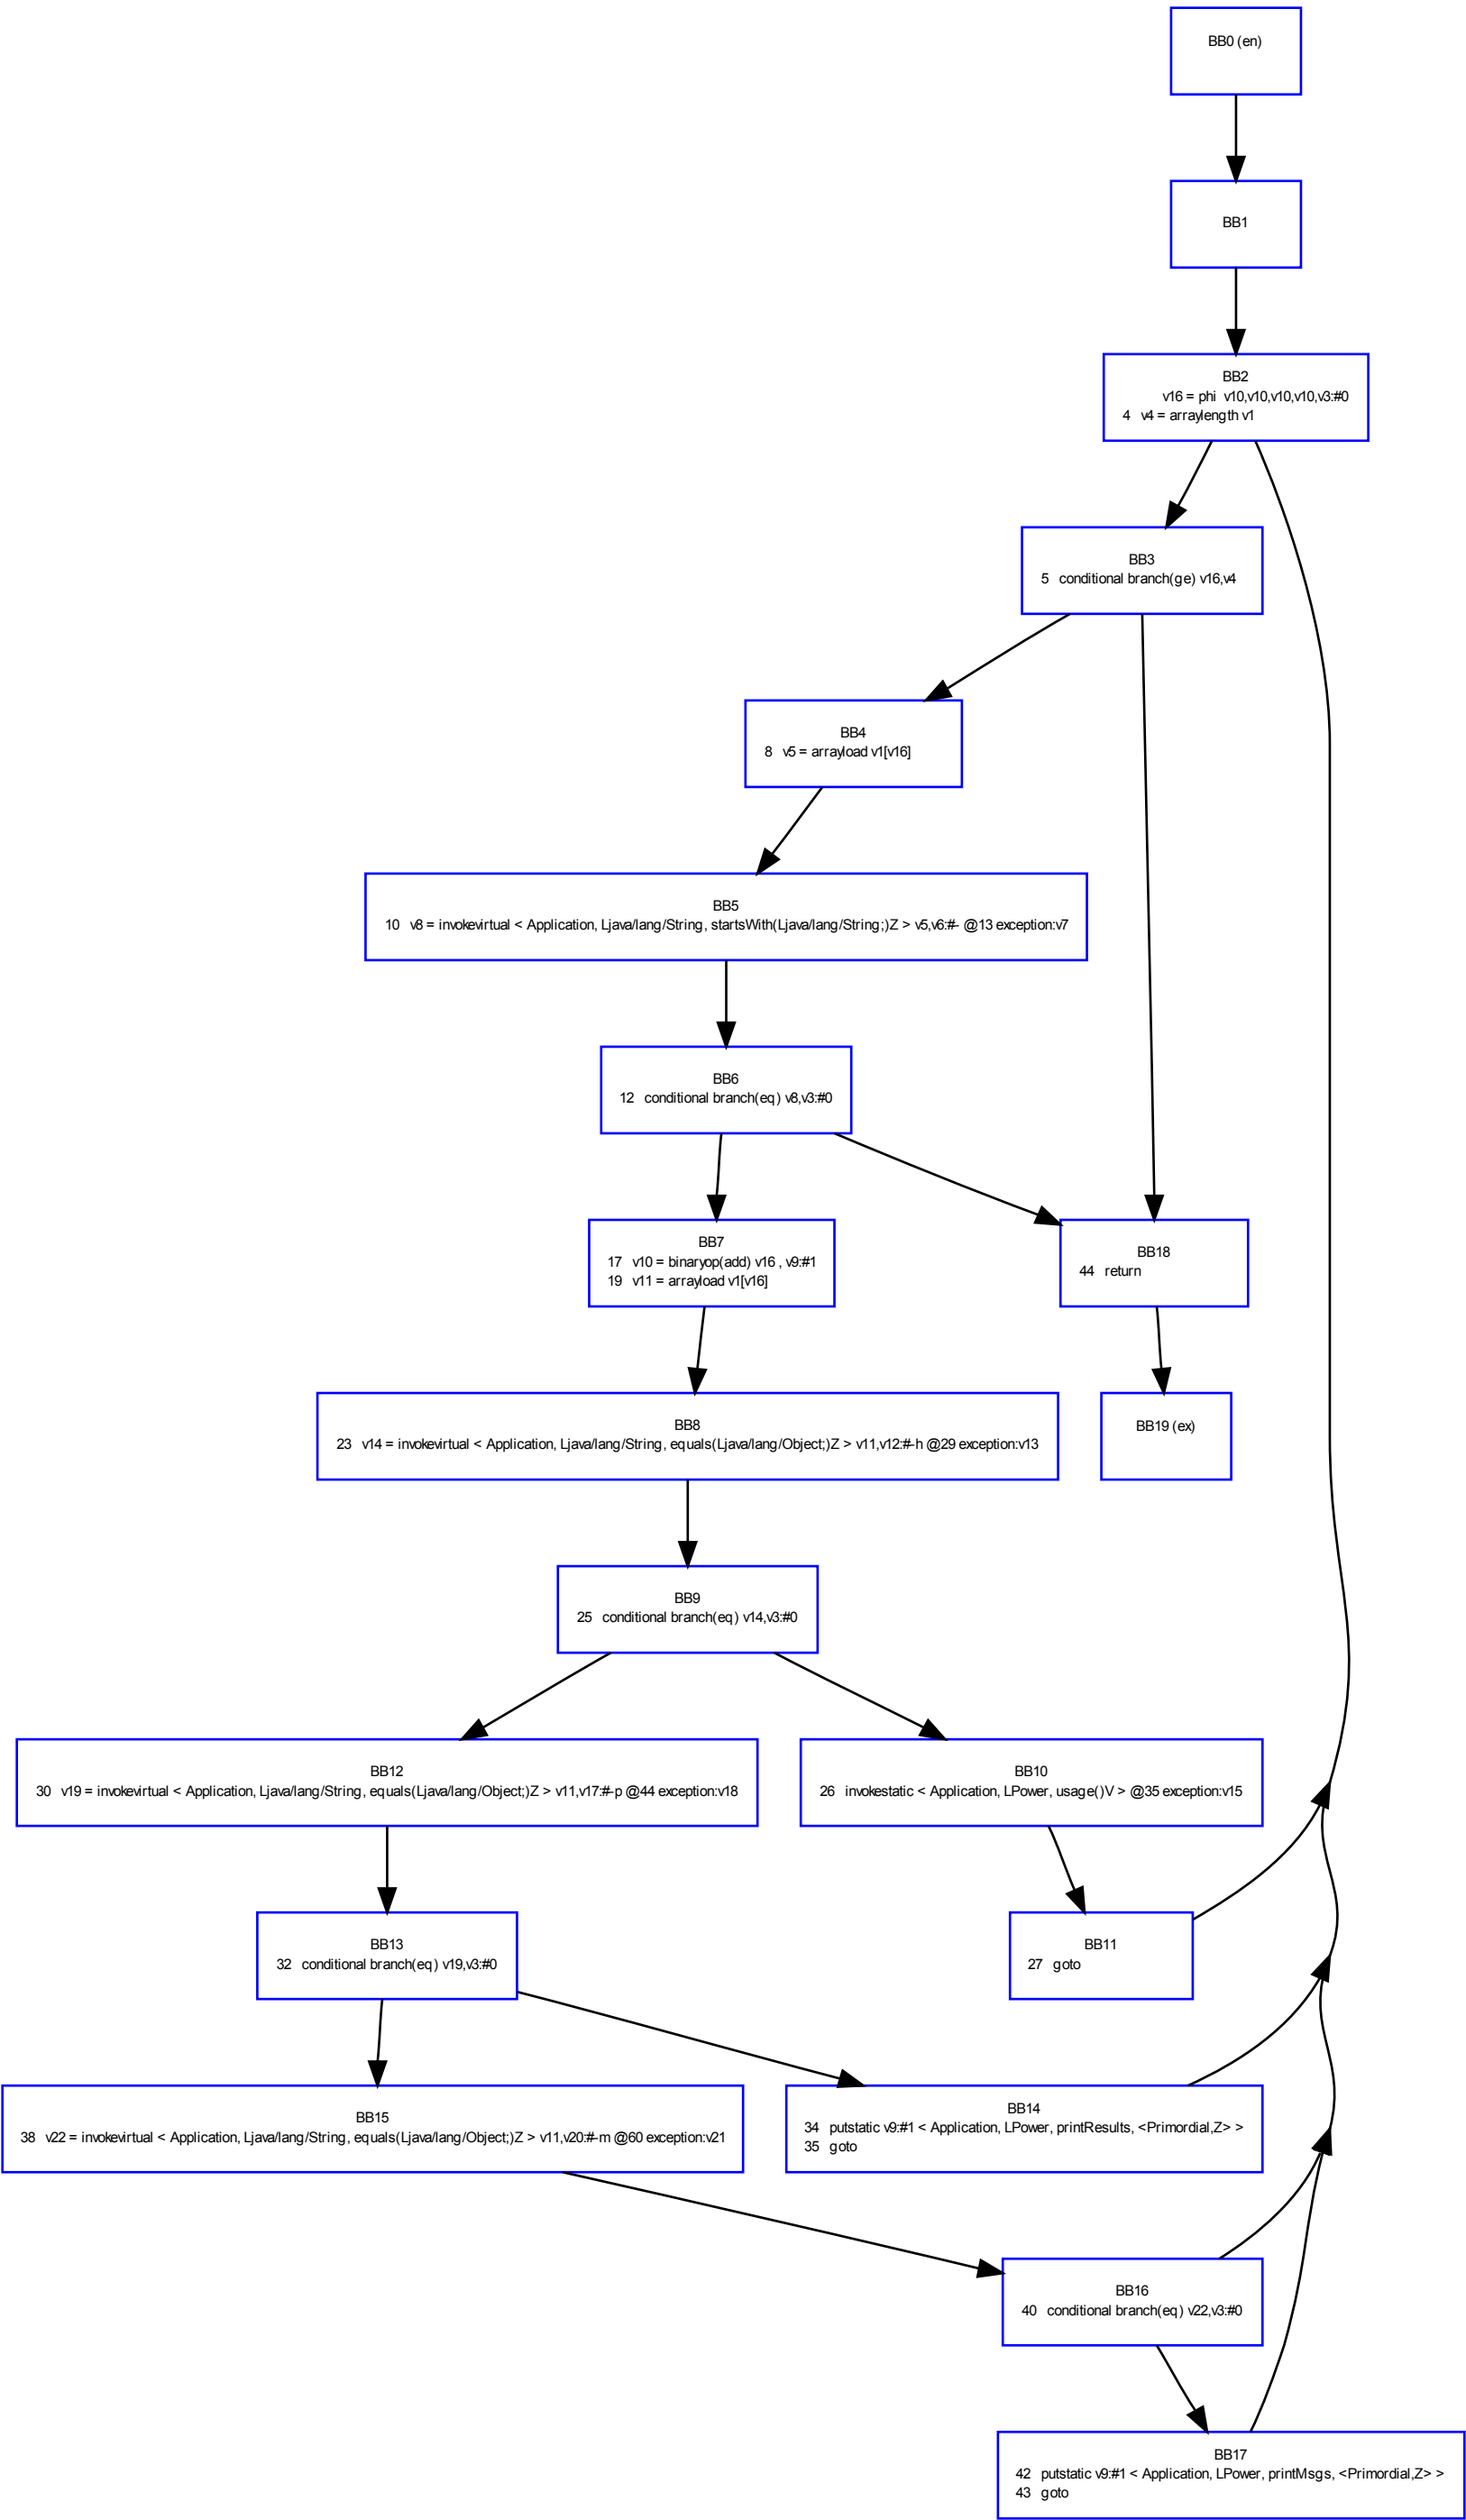 BB0 (en)
BB1
BB2
v16 = phi v10,v10,v10,v10,v3:#0
4 v4 = arraylength v1
BB3
5 conditional branch(ge) v16,v4
BB4
8 v5 = arrayload v1[v16]
BB5
10 v8 = invokevirtual < Application, Ljava/lang/String, startsWith(Ljava/lang/String;)Z > v5,v6:#- @13 exception:v7
BB6
12 conditional branch(eq) v8,v3:#0
BB7
17 v10 = binaryop(add) v16 , v9:#1
19 v11 = arrayload v1[v16]
BB18
44 return
BB8
23 v14 = invokevirtual < Application, Ljava/lang/String, equals(Ljava/lang/Object;)Z > v11,v12:#-h @29 exception:v13
BB19 (ex)
BB9
25 conditional branch(eq) v14,v3:#0
BB12
30 v19 = invokevirtual < Application, Ljava/lang/String, equals(Ljava/lang/Object;)Z > v11,v17:#-p @44 exception:v18
BB10
26 invokestatic < Application, LPower, usage()V > @35 exception:v15
BB13
32 conditional branch(eq) v19,v3:#0
BB11
27 goto
BB15
38 v22 = invokevirtual < Application, Ljava/lang/String, equals(Ljava/lang/Object;)Z > v11,v20:#-m @60 exception:v21
BB14
34 putstatic v9:#1 < Application, LPower, printResults, <Primordial,Z> >
35 goto
BB16
40 conditional branch(eq) v22,v3:#0
BB17
42 putstatic v9:#1 < Application, LPower, printMsgs, <Primordial,Z> >
43 goto